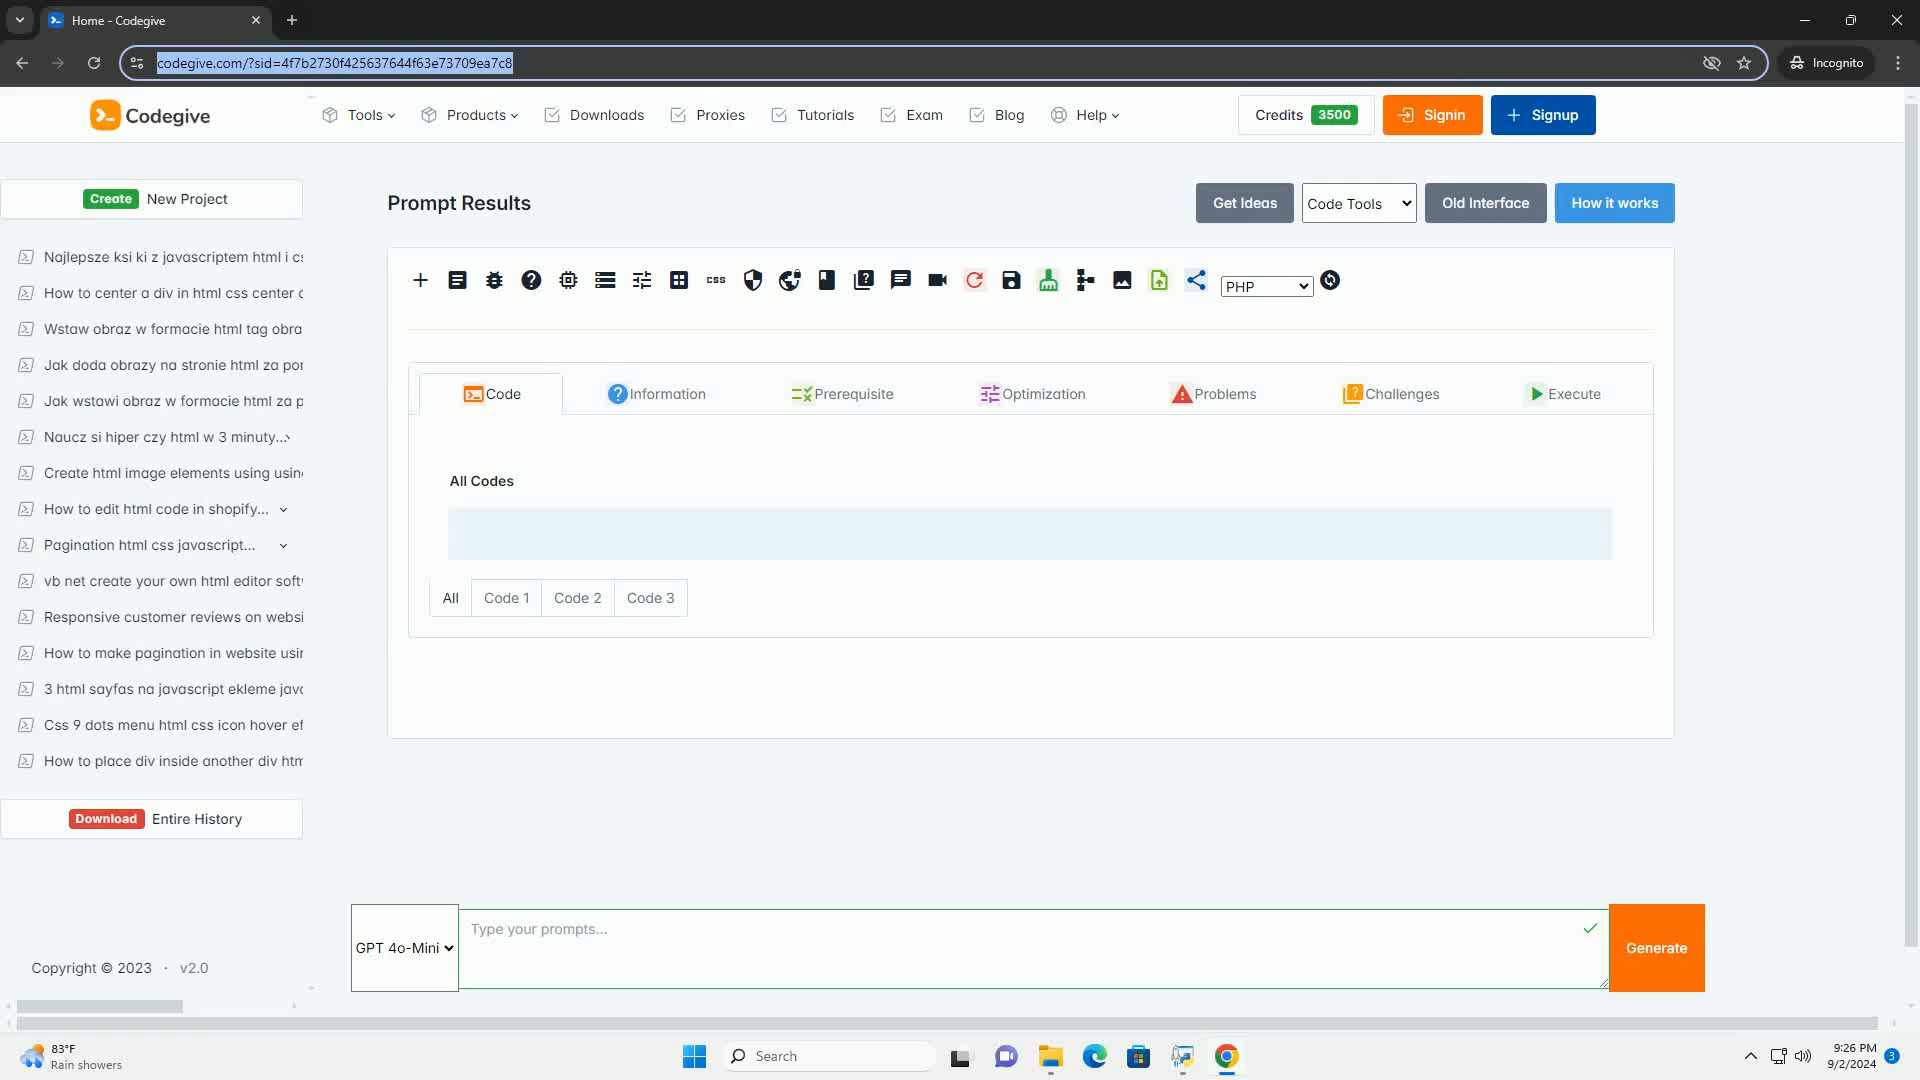 Home - Codegive
codegive.com/?sid=4f7b2730f425637644f63e73709ea7c8
Incognito
Codegive
Tools
Products
Downloads
Proxies
Tutorials
Exam
Blog
Help
Credits 3500
Signin
Signup
Create New Project
Najlepsze ksi ki z javascriptem html i cs
How to center a div in html css center c
Wstaw obraz w formacie html tag obra
Jak doda obrazy na stronie html za por
Jak wstawi obraz w formacie html za p
Naucz si hiper czy html w 3 minuty...
Create html image elements using using
How to edit html code in shopify...
Pagination html css javascript...
vb net create your own html editor soft
Responsive customer reviews on websi
How to make pagination in website usin
3 html sayfas na javascript ekleme java
Css 9 dots menu html css icon hover ef
How to place div inside another div htm
Download Entire History
Copyright © 2023 · v2.0
Prompt Results
Get Ideas
Code Tools
Old Interface
How it works
css
PHP
Code
Information
Prerequisite
Optimization
Problems
Challenges
Execute
All Codes
All
Code 1
Code 2
Code 3
GPT 4o-Mini
Type your prompts...
Generate
83°F
Rain showers
Search
9:26 PM
9/2/2024
3